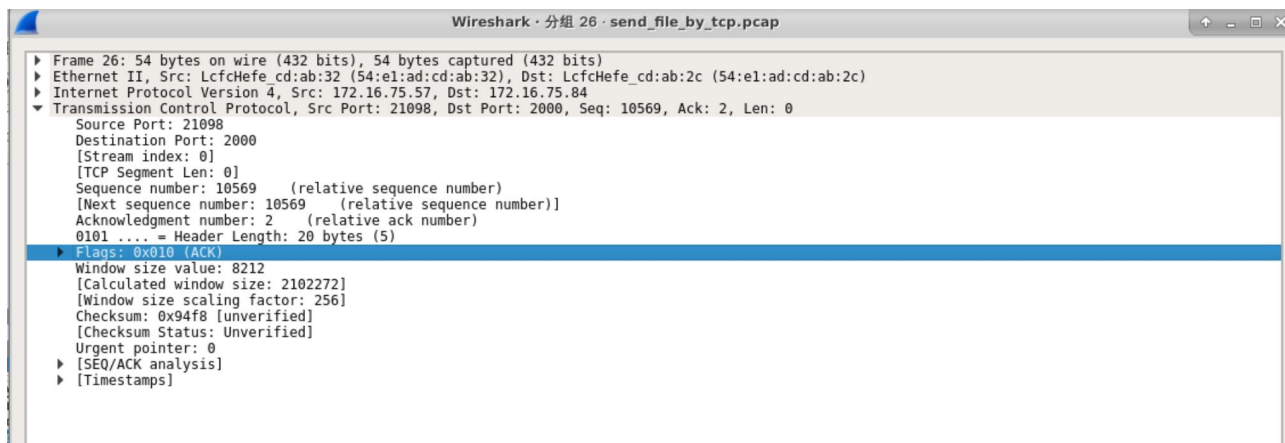 Wireshark · 分组 26 · send_file_by_tcp.pcap
Frame 26: 54 bytes on wire (432 bits), 54 bytes captured (432 bits)
Ethernet II, Src: LcfcHefe_cd:ab:32 (54:e1:ad:cd:ab:32), Dst: LcfcHefe_cd:ab:2c (54:e1:ad:cd:ab:2c)
Internet Protocol Version 4, Src: 172.16.75.57, Dst: 172.16.75.84
Transmission Control Protocol, Src Port: 21098, Dst Port: 2000, Seq: 10569, Ack: 2, Len: 0
Source Port: 21098
Destination Port: 2000
[Stream index: 0]
[TCP Segment Len: 0]
Sequence number: 10569    (relative sequence number)
[Next sequence number: 10569    (relative sequence number)]
Acknowledgment number: 2    (relative ack number)
0101 .... = Header Length: 20 bytes (5)
Flags: 0x010 (ACK)
Window size value: 8212
[Calculated window size: 2102272]
[Window size scaling factor: 256]
Checksum: 0x94f8 [unverified]
[Checksum Status: Unverified]
Urgent pointer: 0
[SEQ/ACK analysis]
[Timestamps]